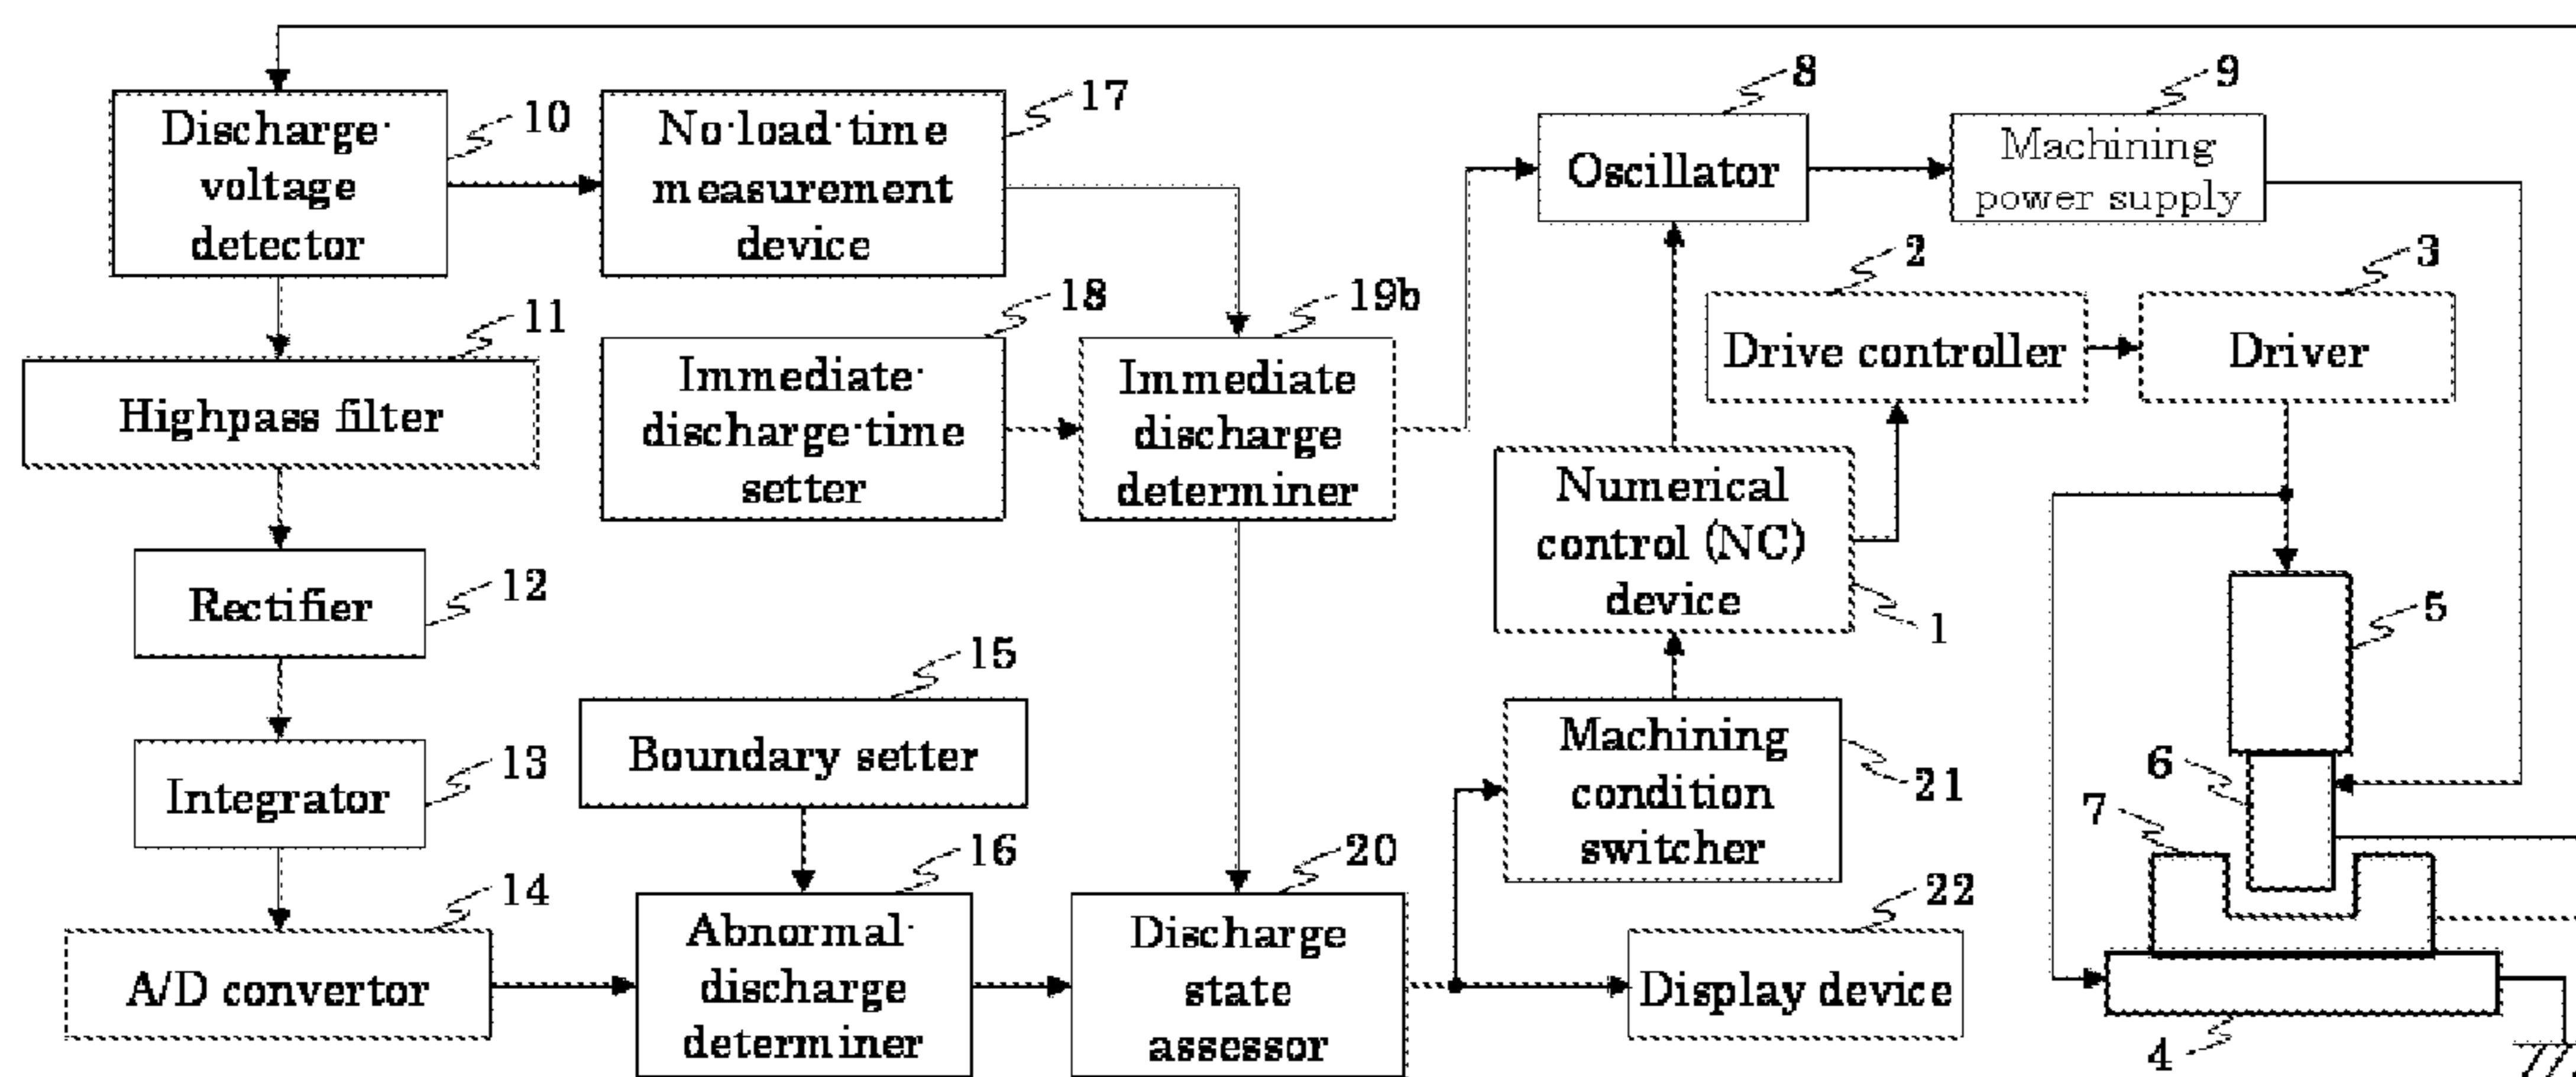 8
9
17
10
Discharge-
voltage
detector
No-load-time
measurement
device
Oscillator
Machining
power supply
2
3
18
19b
11
Drive controller
Driver
Highpass filter
Immediate-
discharge-time
setter
Immediate
discharge
determiner
Numerical
control (NC)
device
1
12
Rectifier
5
15
13
Integrator
Boundary setter
Machining
condition
switcher
21
6
7
16
20
14
22
A/D convertor
Abnormal-
discharge
determiner
Discharge
state
assessor
Display device
4